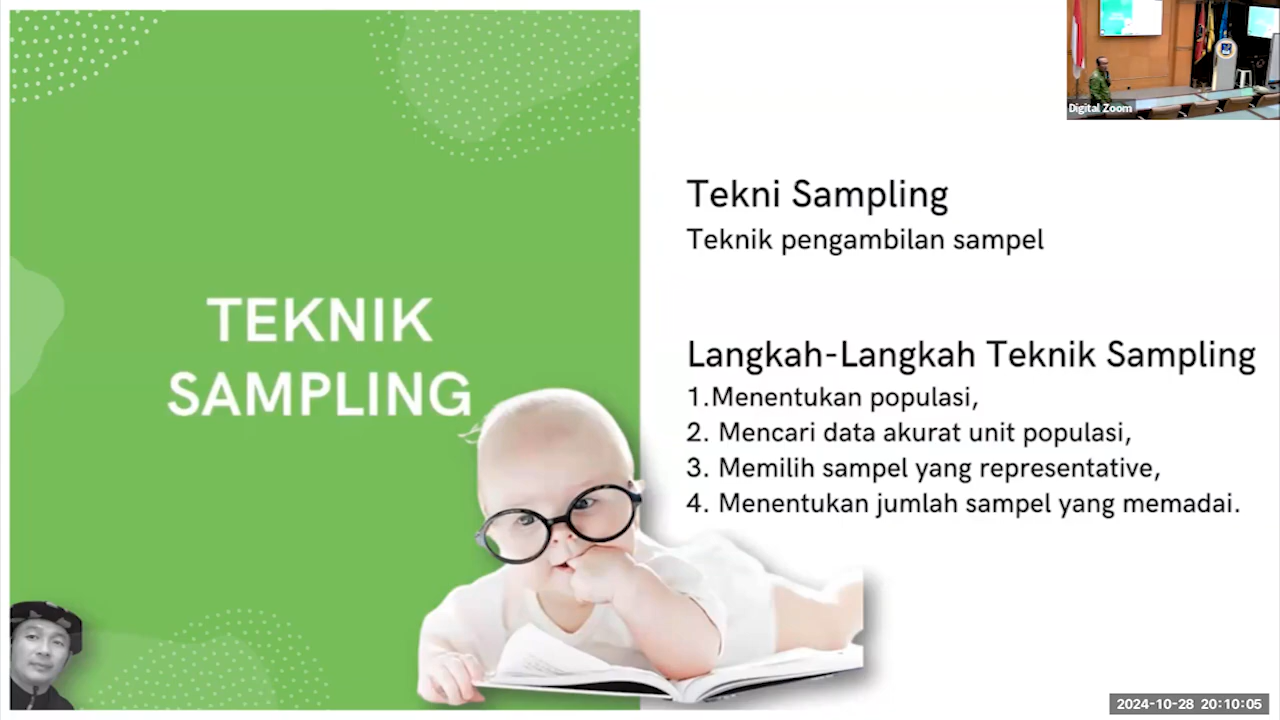 Digital Zoom
TEKNIK
SAMPLING
Tekni Sampling
Teknik pengambilan sampel
Langkah-Langkah Teknik Sampling
1.Menentukan populasi,
2. Mencari data akurat unit populasi,
3. Memilih sampel yang representative,
4. Menentukan jumlah sampel yang memadai.
2024-10-28 20:10:05